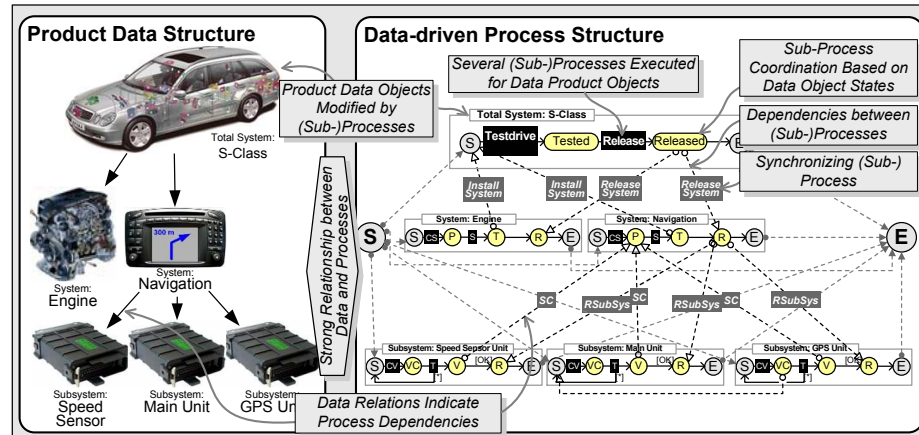 Product Data Structure
Total System:
S-Class
300 m
System:
Engine
System:
Navigation
Subsystem:
Speed
Sensor
Subsystem:
Main Unit
Subsystem:
GPS Unit
Product Data Objects
Modified by
(Sub-)Processes
Strong Relationship between
Data and Processes
Data Relations Indicate
Process Dependencies
Data-driven Process Structure
Several (Sub-)Processes Executed
for Data Product Objects
Sub-Process
Coordination Based on
Data Object States
Dependencies between
(Sub-)Processes
Synchronizing (Sub-)
Process
Total System: S-Class
S Testdrive Tested Release Released E
Install
System
Install
System
Release
System
Release
System
System: Engine
S CS P S T R E
System: Navigation
S CS P S T R E
S
E
SC SC SC
RSubSys RSubSys RSubSys
Subsystem: Speed Sensor Unit
S CV VC T V [OK] R E
[*]
Subsystem: Main Unit
S CV VC T V [OK] R E
[*]
Subsystem: GPS Unit
S CV VC T V [OK] R E
[*]